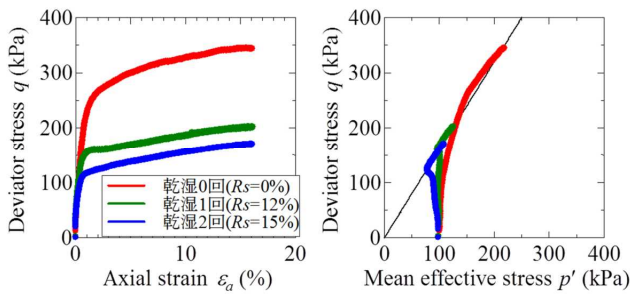 Deviator stress q (kPa)
400
300
200
100
0
乾湿0回(Rs=0%)
乾湿1回(Rs=12%)
乾湿2回(Rs=15%)
0
10
20
Axial strain εa (%)
Deviator stress q (kPa)
400
300
200
100
0
0
200
400
Mean effective stress p′ (kPa)